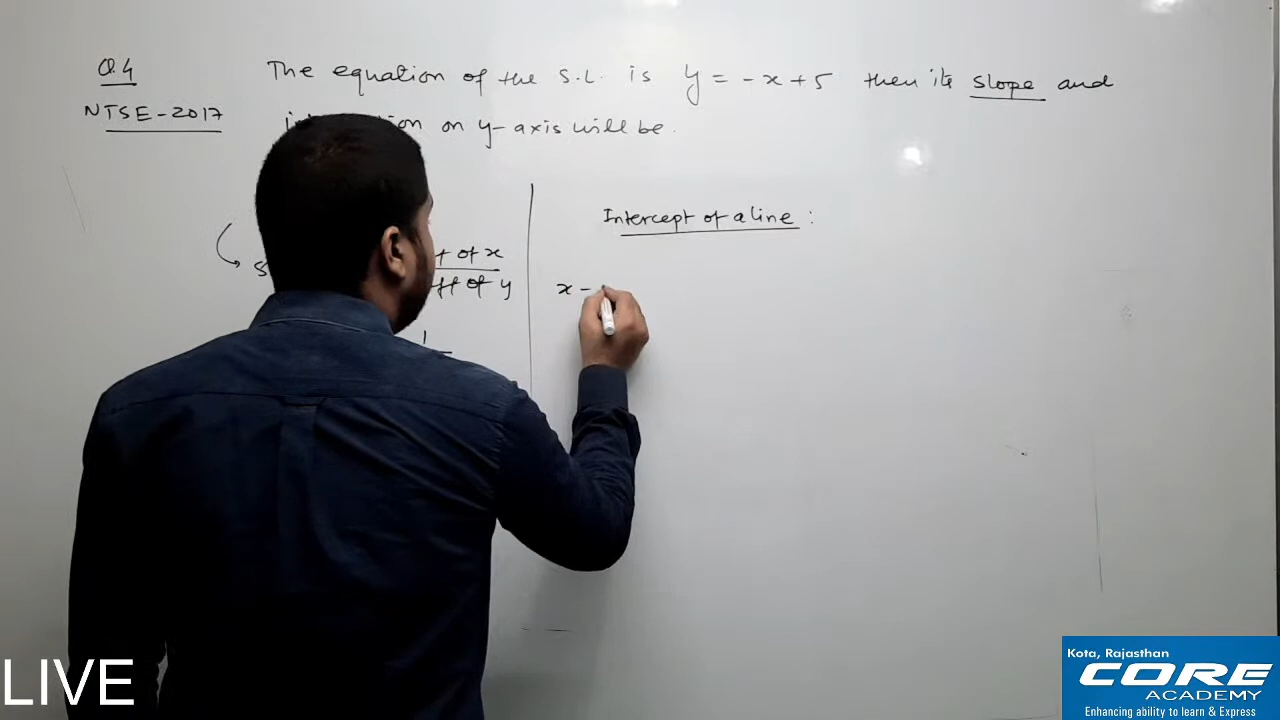 Q.4
NTSE-2017
The equation of the S.L. is y = -x + 5 then its slope and
on y-axis will be.
Intercept of a line :
of x
of y
x -
1
LIVE
Kota, Rajasthan
CORE
ACADEMY
Enhancing ability to learn & Express